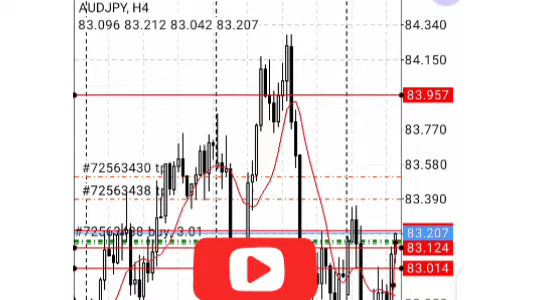 AUDJPY, H4
83.096 83.212 83.042 83.207
84.340
84.150
83.957
83.770
#72563430 t
83.580
#72563438 t
83.390
buy 3.01
83.207
83.124
83.014